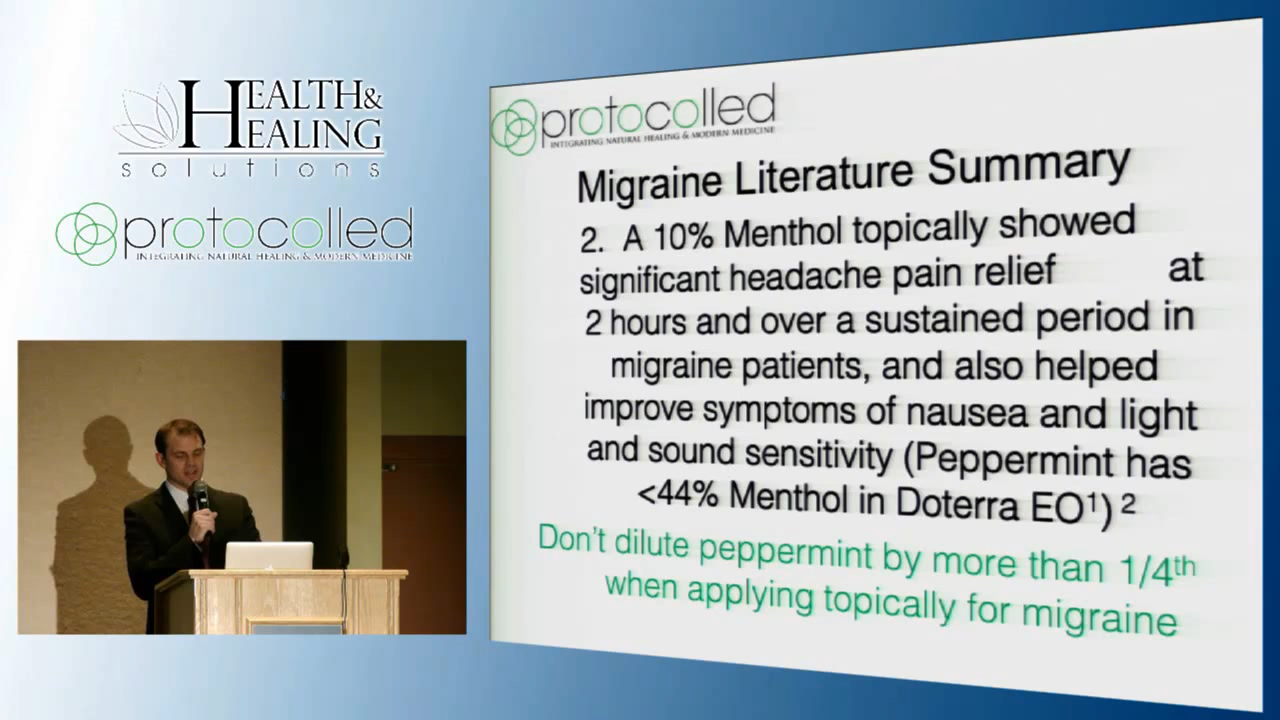 HEALTH &
HEALING
solutions
protocolled
INTEGRATING NATURAL HEALING & MODERN MEDICINE
protocolled
INTEGRATING NATURAL HEALING & MODERN MEDICINE
Migraine Literature Summary
2. A 10% Menthol topically showed
significant headache pain relief at
2 hours and over a sustained period in
migraine patients, and also helped
improve symptoms of nausea and light
and sound sensitivity (Peppermint has
<44% Menthol in Doterra EO¹) ²
Don't dilute peppermint by more than 1/4th
when applying topically for migraine